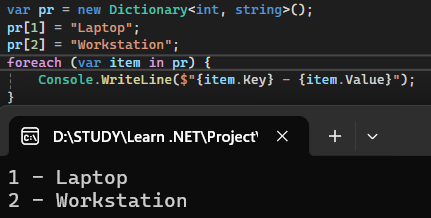 var pr = new Dictionary<int, string>();
pr[1] = "Laptop";
pr[2] = "Workstation";
foreach (var item in pr) {
    Console.WriteLine($"{item.Key} - {item.Value}");
}
D:\STUDY\Learn .NET\Project\
1 - Laptop
2 - Workstation